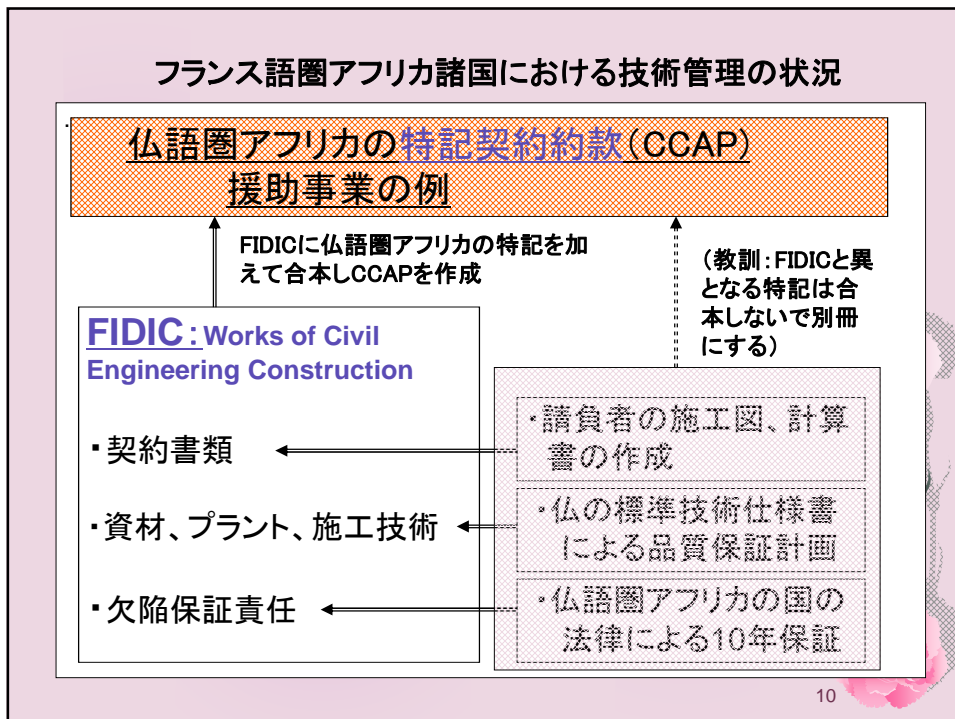 フランス語圏アフリカ諸国における技術管理の状況
仏語圏アフリカの特記契約約款(CCAP)
援助事業の例
FIDICに仏語圏アフリカの特記を加
えて合本しCCAPを作成
(教訓:FIDICと異
となる特記は合
本しないで別冊
にする)
FIDIC:Works of Civil
Engineering Construction
・契約書類
・資材、プラント、施工技術
・欠陥保証責任
・請負者の施工図、計算
書の作成
・仏の標準技術仕様書
による品質保証計画
・仏語圏アフリカの国の
法律による10年保証
10